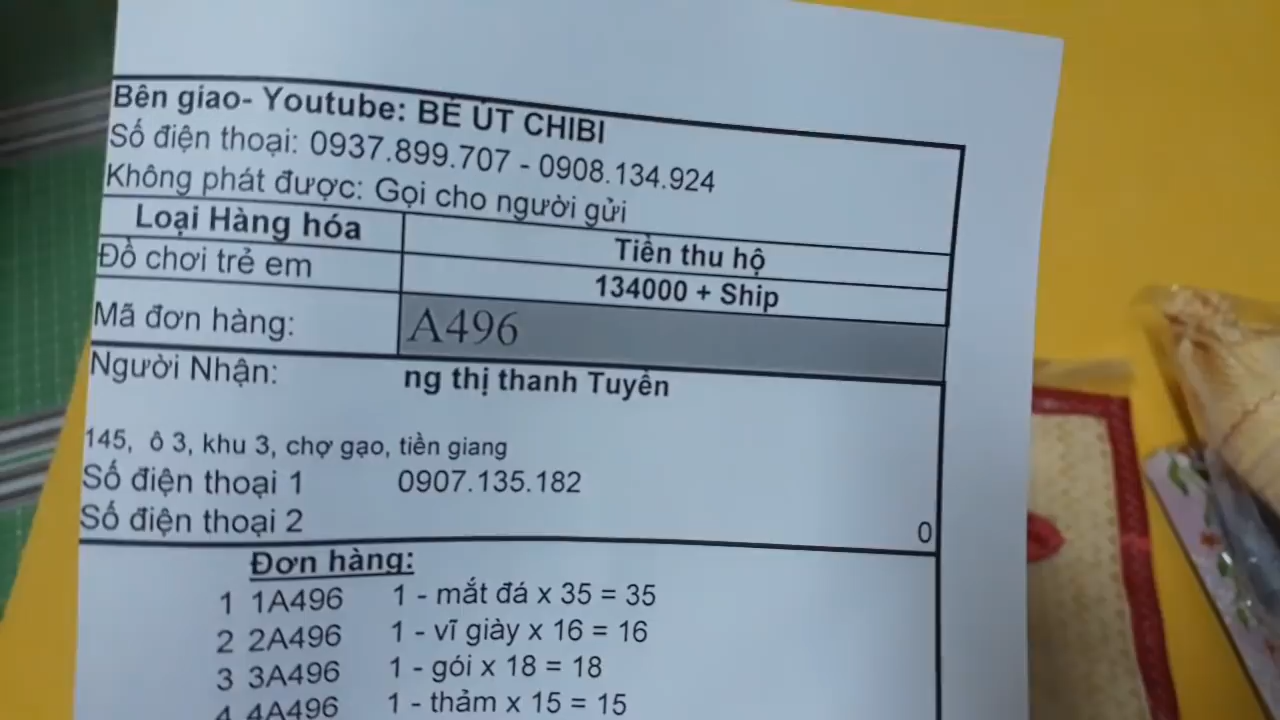 Bên giao- Youtube: BÉ ÚT CHIBI
Số điện thoại: 0937.899.707 - 0908.134.924
Không phát được: Gọi cho người gửi
Loại Hàng hóa Tiền thu hộ
Đồ chơi trẻ em 134000 + Ship
Mã đơn hàng: A496
Người Nhận: ng thị thanh Tuyền
145, ô 3, khu 3, chợ gạo, tiền giang
Số điện thoại 1 0907.135.182
Số điện thoại 2 0
Đơn hàng:
1 1A496 1 - mắt đá x 35 = 35
2 2A496 1 - vĩ giày x 16 = 16
3 3A496 1 - gói x 18 = 18
4 4A496 1 - thảm x 15 = 15